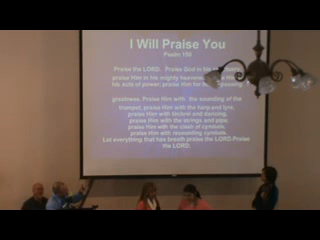 I Will Praise You
Psalm 150
Praise the LORD. Praise God in his
praise Him in his mighty heavens.
his acts of power; praise Him for
greatness. Praise Him with the sounding of the
trumpet, praise Him with the harp and lyre,
praise Him with timbrel and dancing,
praise Him with the strings and pipe,
praise Him with the clash of cymbals,
praise Him with resounding cymbals.
Let everything that has breath praise the LORD.Praise
the LORD.